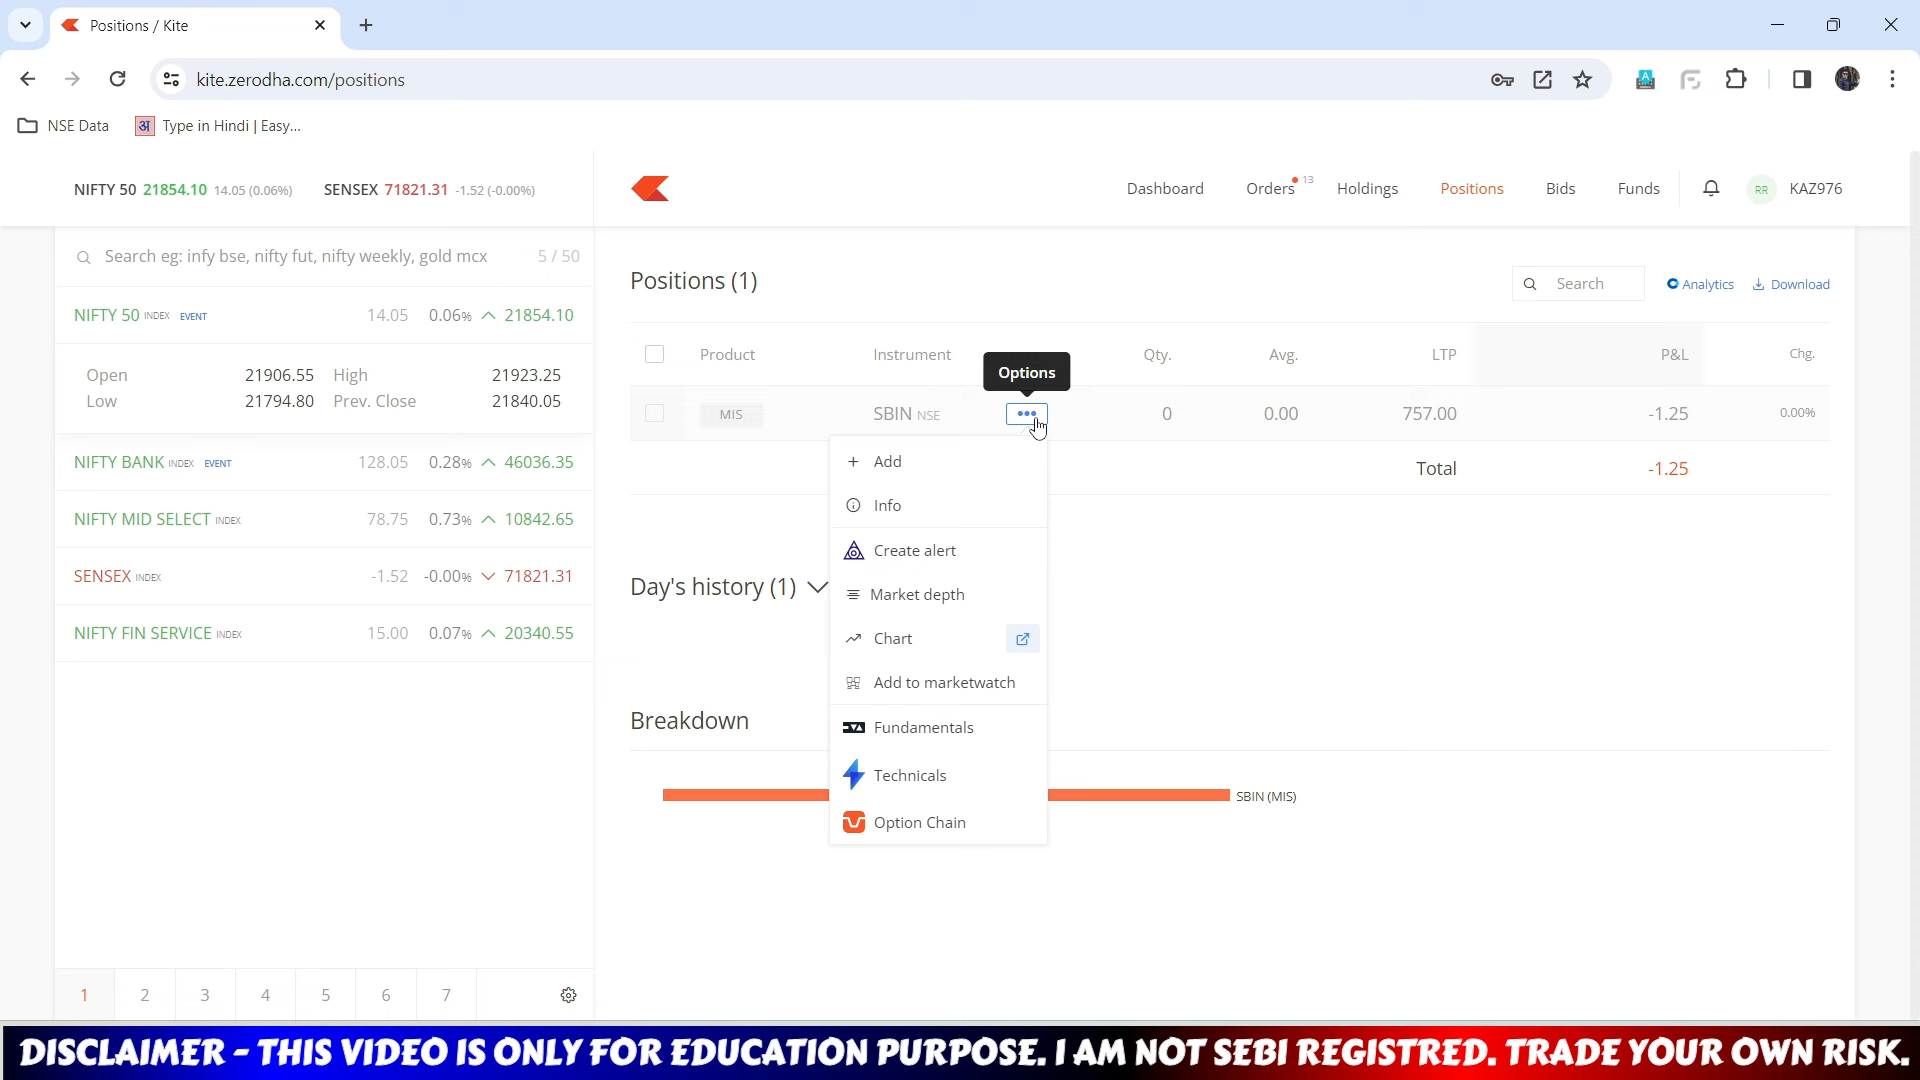 Positions / Kite
kite.zerodha.com/positions
NSE Data
अ Type in Hindi | Easy...
NIFTY 50 21854.10 14.05 (0.06%) SENSEX 71821.31 -1.52 (-0.00%)
Dashboard Orders 13 Holdings Positions Bids Funds RR KAZ976
Search eg: infy bse, nifty fut, nifty weekly, gold mcx 5 / 50
NIFTY 50 INDEX EVENT 14.05 0.06% 21854.10
Open 21906.55 High 21923.25
Low 21794.80 Prev. Close 21840.05
NIFTY BANK INDEX EVENT 128.05 0.28% 46036.35
NIFTY MID SELECT INDEX 78.75 0.73% 10842.65
SENSEX INDEX -1.52 -0.00% 71821.31
NIFTY FIN SERVICE INDEX 15.00 0.07% 20340.55
1 2 3 4 5 6 7
Positions (1) Search Analytics Download
Product Instrument Qty. Avg. LTP P&L Chg.
Options
MIS SBIN NSE 0 0.00 757.00 -1.25 0.00%
Total -1.25
+ Add
Info
Create alert
Market depth
Chart
Add to marketwatch
Fundamentals
Technicals
Option Chain
Day's history (1)
Breakdown
SBIN (MIS)
DISCLAIMER - THIS VIDEO IS ONLY FOR EDUCATION PURPOSE. I AM NOT SEBI REGISTRED. TRADE YOUR OWN RISK.